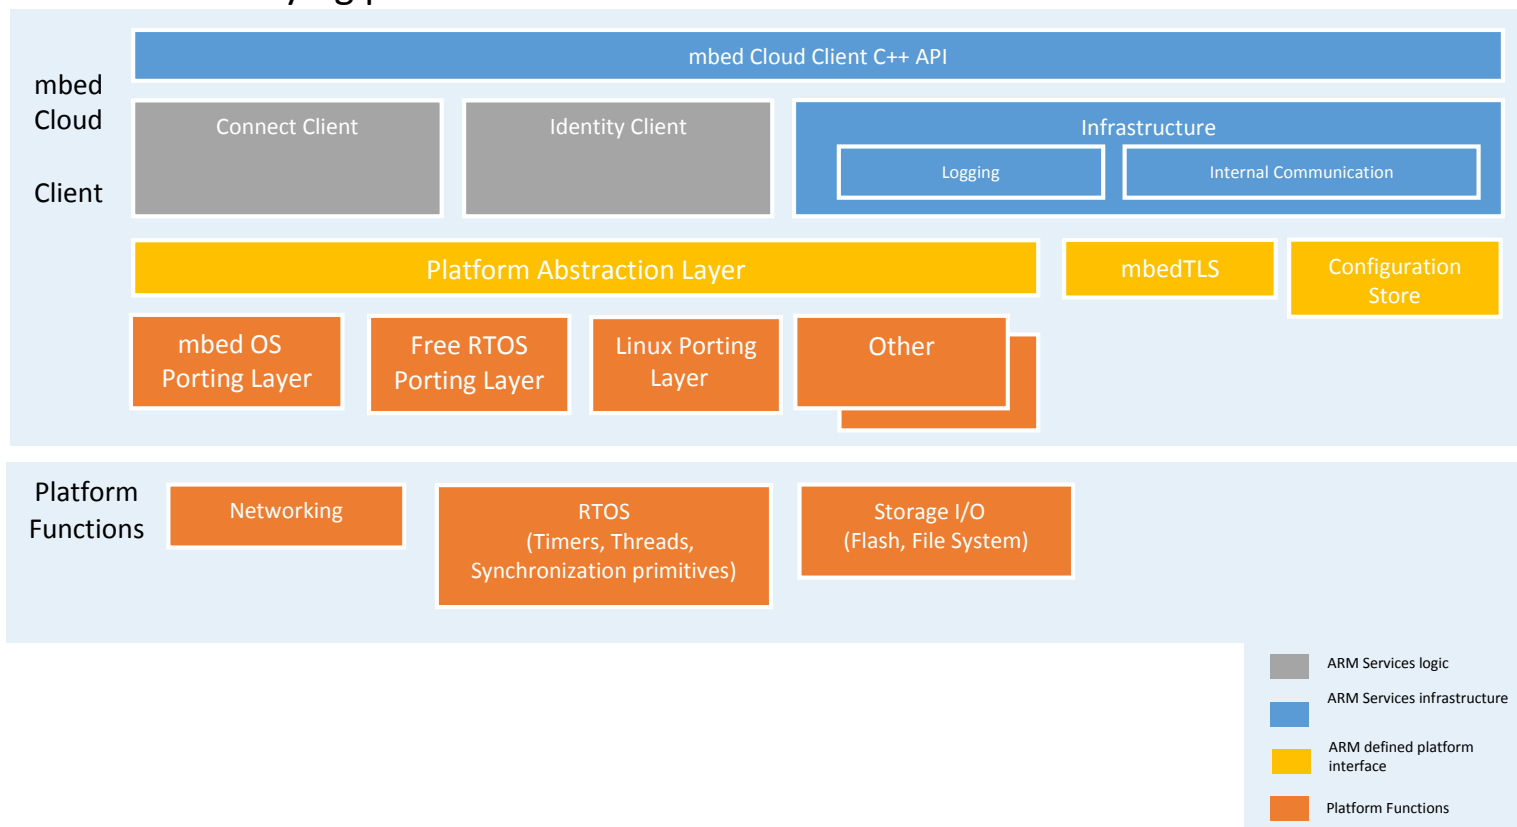 mbed Cloud Client C++ API
mbed
Cloud
Client
Connect Client
Identity Client
Infrastructure
Logging
Internal Communication
Platform Abstraction Layer
mbedTLS
Configuration
Store
mbed OS
Porting Layer
Free RTOS
Porting Layer
Linux Porting
Layer
Other
Platform
Functions
Networking
RTOS
(Timers, Threads,
Synchronization primitives)
Storage I/O
(Flash, File System)
ARM Services logic
ARM Services infrastructure
ARM defined platform
interface
Platform Functions